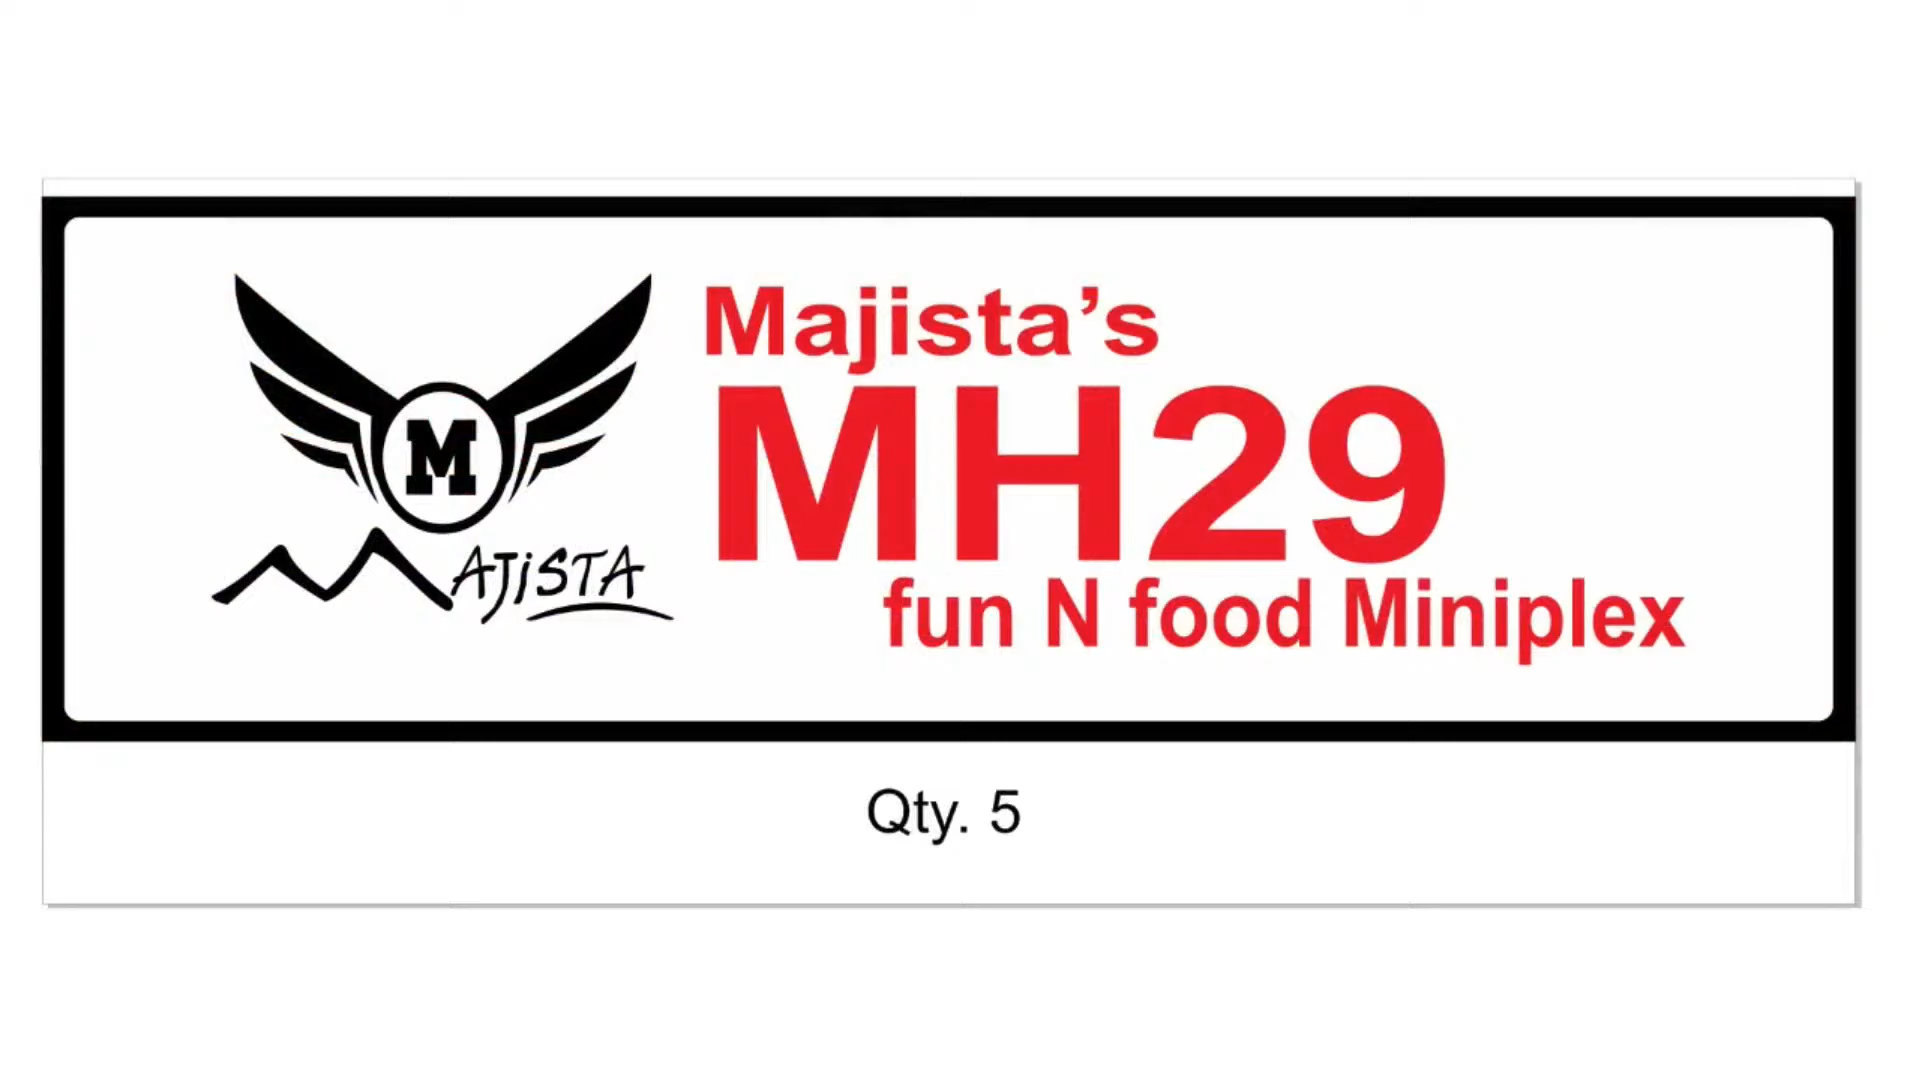 M
MAJiSTA
Majista’s
MH29
fun N food Miniplex
Qty. 5